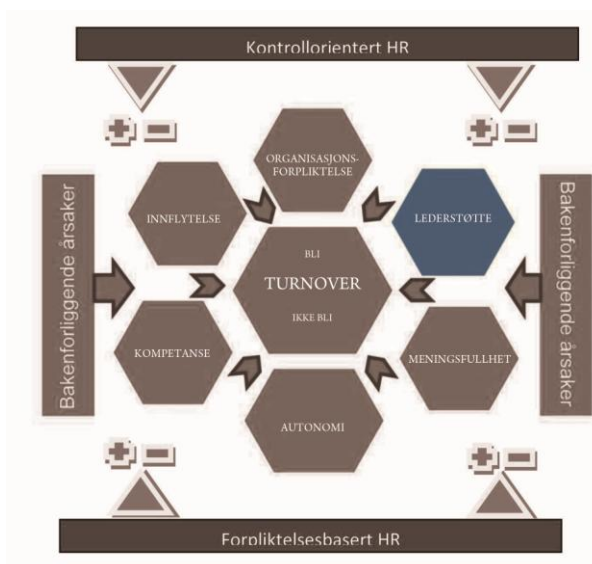 Kontrollorientert HR
ORGANISASJONS-
FORPLIKTELSE
INNFLYTELSE
LEDERSTØTTE
Bakenforliggende årsaker
Bakenforliggende årsaker
BLI
TURNOVER
IKKE BLI
KOMPETANSE
MENINGSFULLHET
AUTONOMI
Forpliktelsesbasert HR